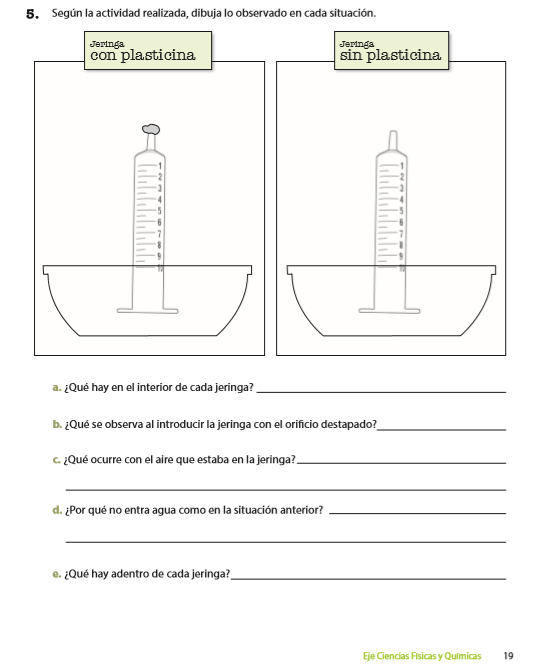 5. Según la actividad realizada, dibuja lo observado en cada situación.
Jeringa
con plasticina
Jeringa
sin plasticina
1
2
3
4
5
6
7
8
9
10
1
2
3
4
5
6
7
8
9
10
a. ¿Qué hay en el interior de cada jeringa?
b. ¿Qué se observa al introducir la jeringa con el orificio destapado?
c. ¿Qué ocurre con el aire que estaba en la jeringa?
d. ¿Por qué no entra agua como en la situación anterior?
e. ¿Qué hay adentro de cada jeringa?
Eje Ciencias Físicas y Químicas 19